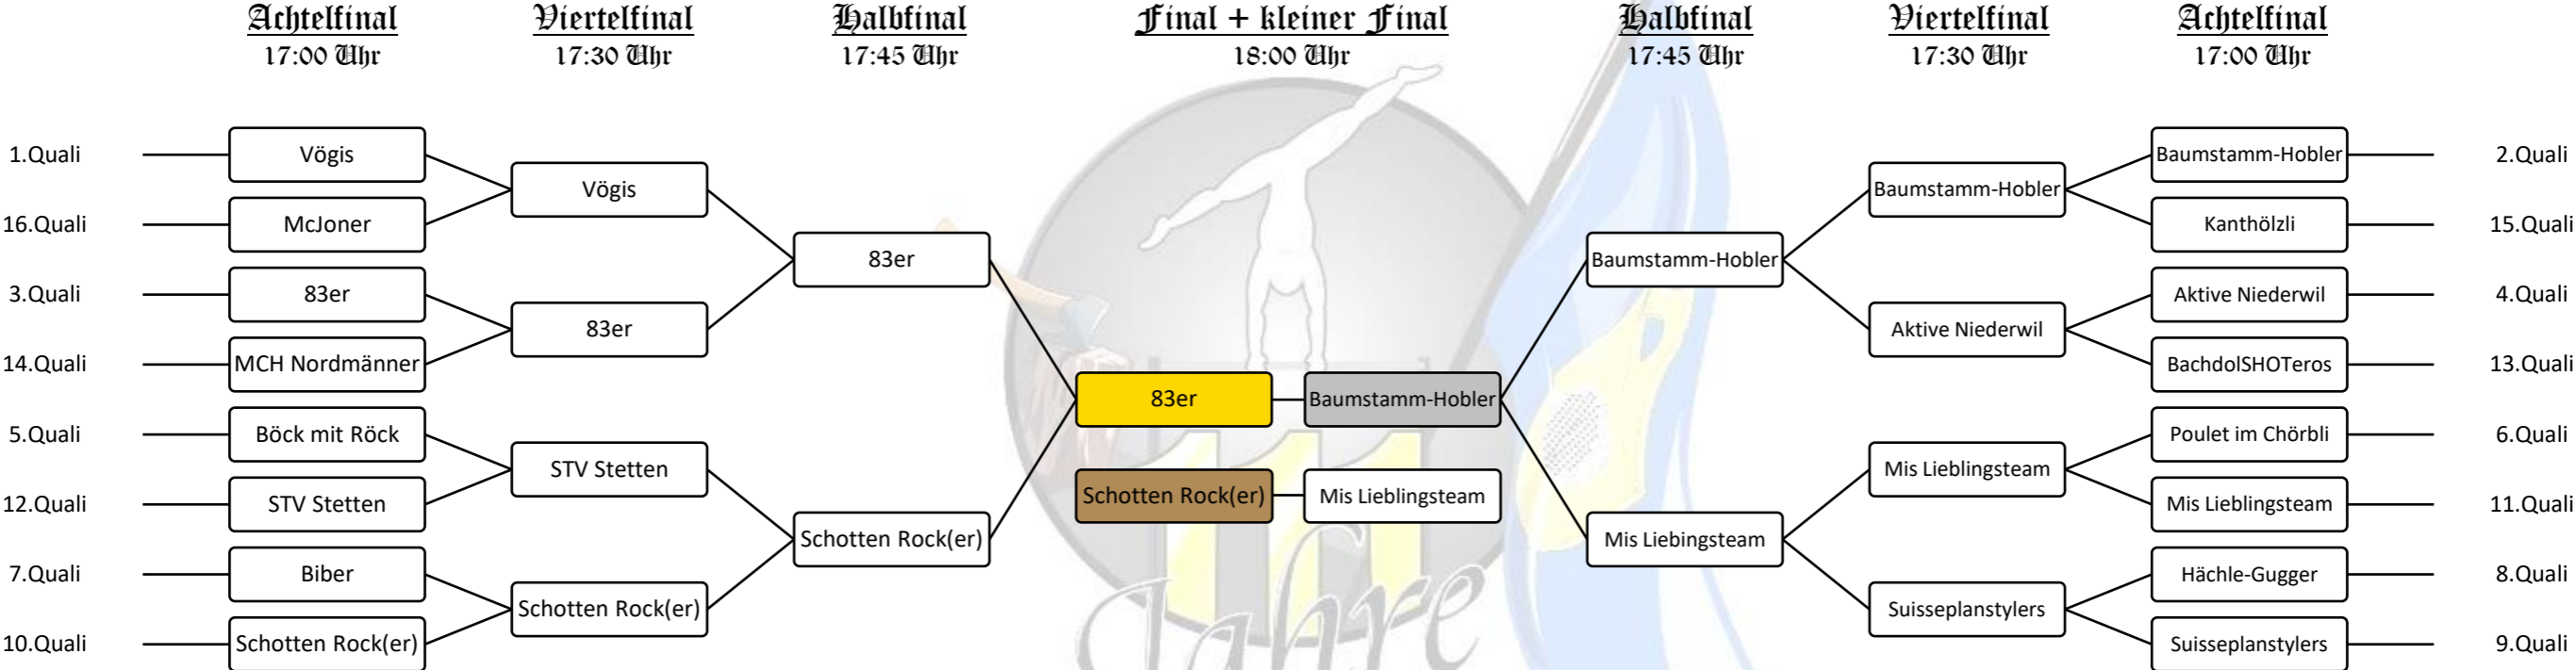 Achtelfinal
17:00 Uhr
Viertelfinal
17:30 Uhr
Halbfinal
17:45 Uhr
Final + kleiner Final
18:00 Uhr
Halbfinal
17:45 Uhr
Viertelfinal
17:30 Uhr
Achtelfinal
17:00 Uhr
1.Quali
Vögis
16.Quali
McJoner
3.Quali
83er
14.Quali
MCH Nordmänner
5.Quali
Böck mit Röck
12.Quali
STV Stetten
7.Quali
Biber
10.Quali
Schotten Rock(er)
Vögis
83er
STV Stetten
Schotten Rock(er)
83er
Schotten Rock(er)
83er
Baumstamm-Hobler
Schotten Rock(er)
Mis Lieblingsteam
111
Jahre
Baumstamm-Hobler
Mis Liebingsteam
Baumstamm-Hobler
Aktive Niederwil
Mis Lieblingsteam
Suisseplanstylers
Baumstamm-Hobler
2.Quali
Kanthölzli
15.Quali
Aktive Niederwil
4.Quali
BachdolSHOTeros
13.Quali
Poulet im Chörbli
6.Quali
Mis Lieblingsteam
11.Quali
Hächle-Gugger
8.Quali
Suisseplanstylers
9.Quali